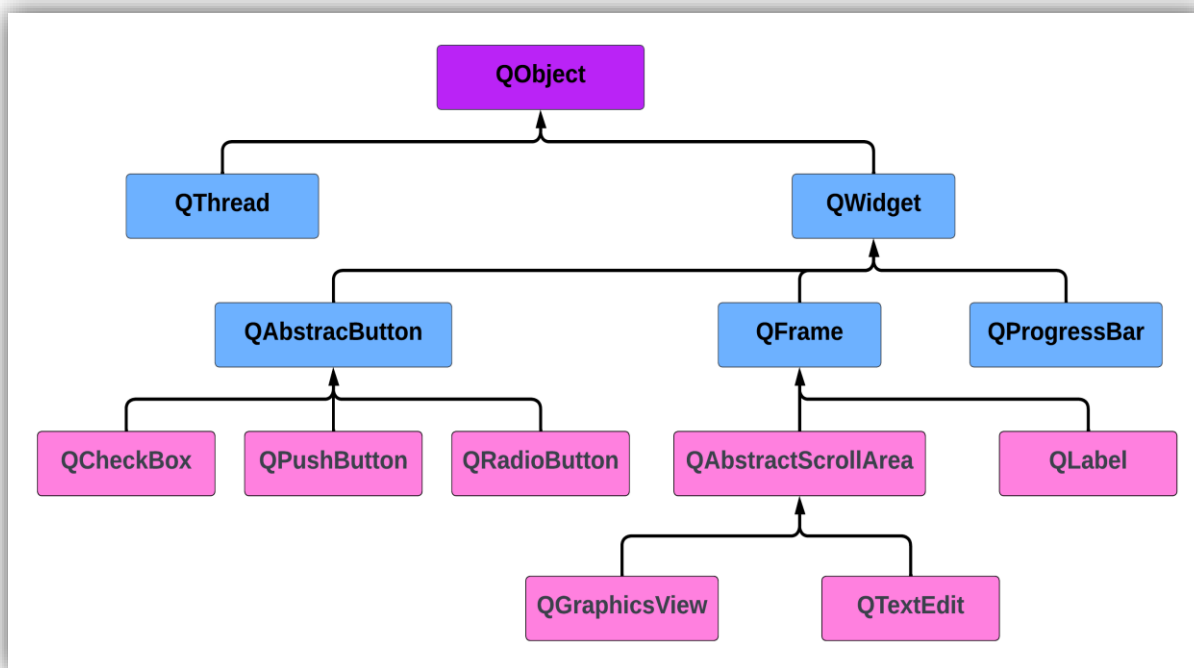 QObject
QThread
QWidget
QAbstracButton
QFrame
QProgressBar
QCheckBox
QPushButton
QRadioButton
QAbstractScrollArea
QLabel
QGraphicsView
QTextEdit